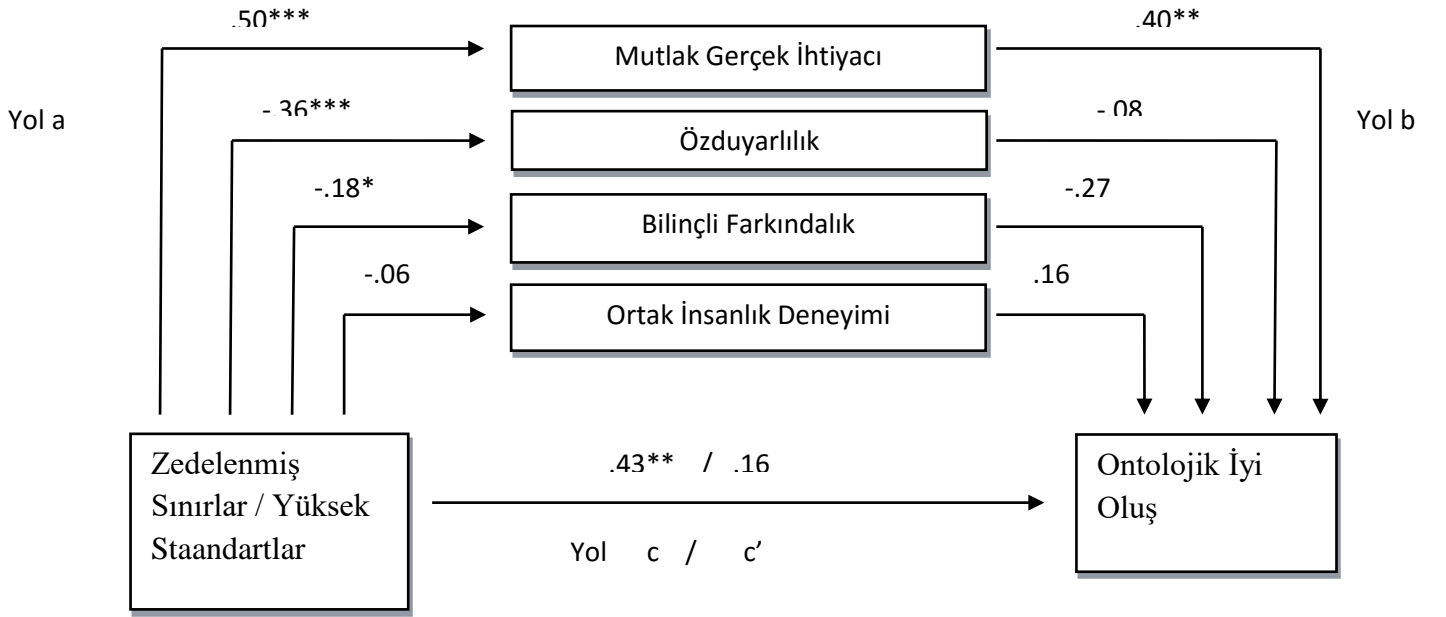 .50***
.40**
Mutlak Gerçek İhtiyacı
Yol a
-.36***
-.08
Yol b
Özduyarlılık
-.18*
-.27
Bilinçli Farkındalık
-.06
.16
Ortak İnsanlık Deneyimi
Zedelenmiş
Sınırlar / Yüksek
Staandartlar
.43** / .16
Yol c / c’
Ontolojik İyi
Oluş